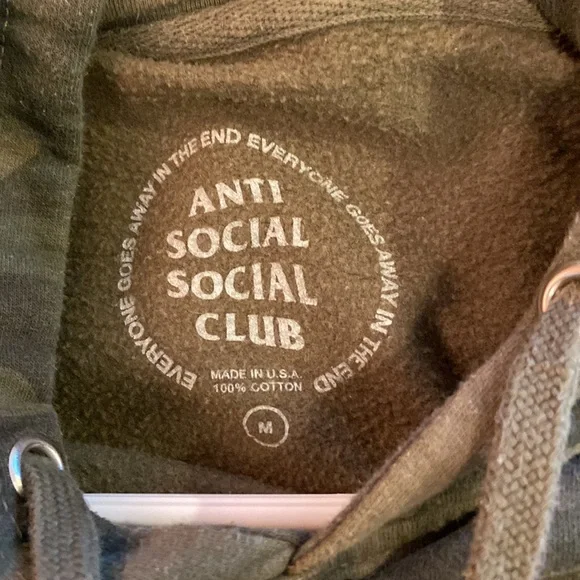 EVERYONE GOES AWAY IN THE END EVERYONE GOES AWAY IN THE END
ANTI
SOCIAL
SOCIAL
CLUB
MADE IN U.S.A.
100% COTTON
M